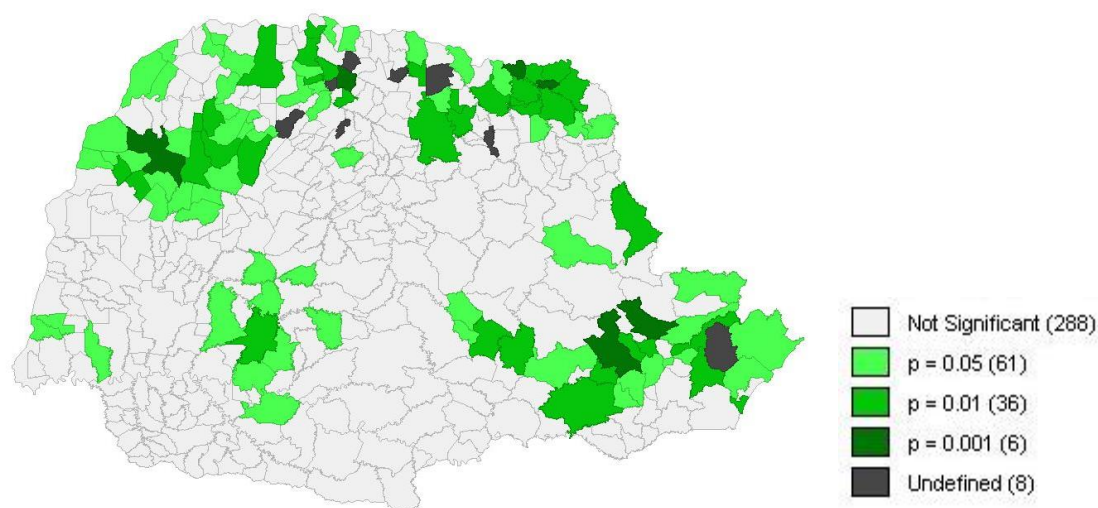 Not Significant (288)
p = 0.05 (61)
p = 0.01 (36)
p = 0.001 (6)
Undefined (8)